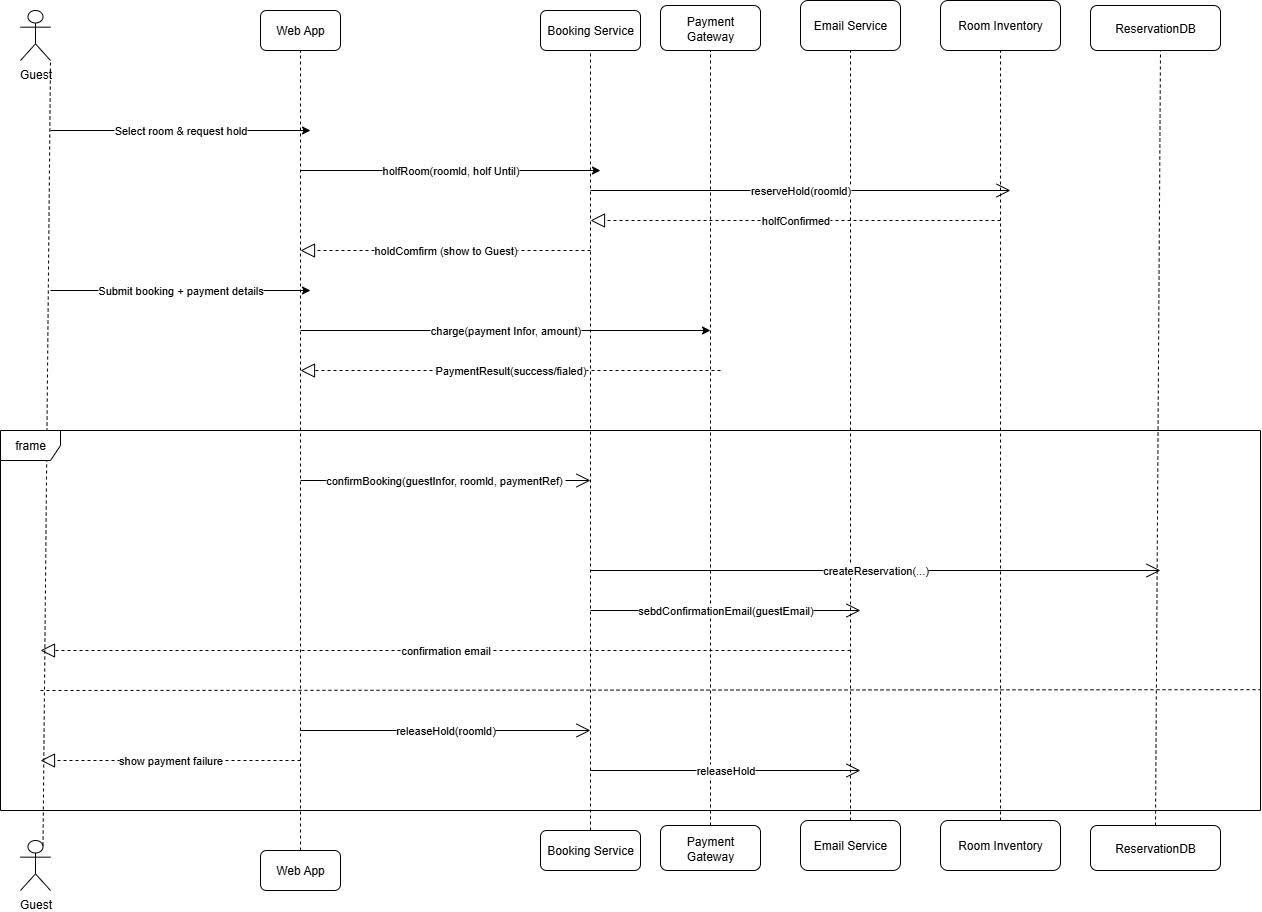 Guest
Web App
Booking Service
Payment
Gateway
Email Service
Room Inventory
ReservationDB
Select room & request hold
holfRoom(roomId, holf Until)
reserveHold(roomId)
holfConfirmed
holdComfirm (show to Guest)
Submit booking + payment details
charge(payment Infor, amount)
PaymentResult(success/fialed)
frame
confirmBooking(guestInfor, roomId, paymentRef)
createReservation(...)
sebdConfirmationEmail(guestEmail)
confirmation email
releaseHold(roomId)
show payment failure
releaseHold
Guest
Web App
Booking Service
Payment
Gateway
Email Service
Room Inventory
ReservationDB